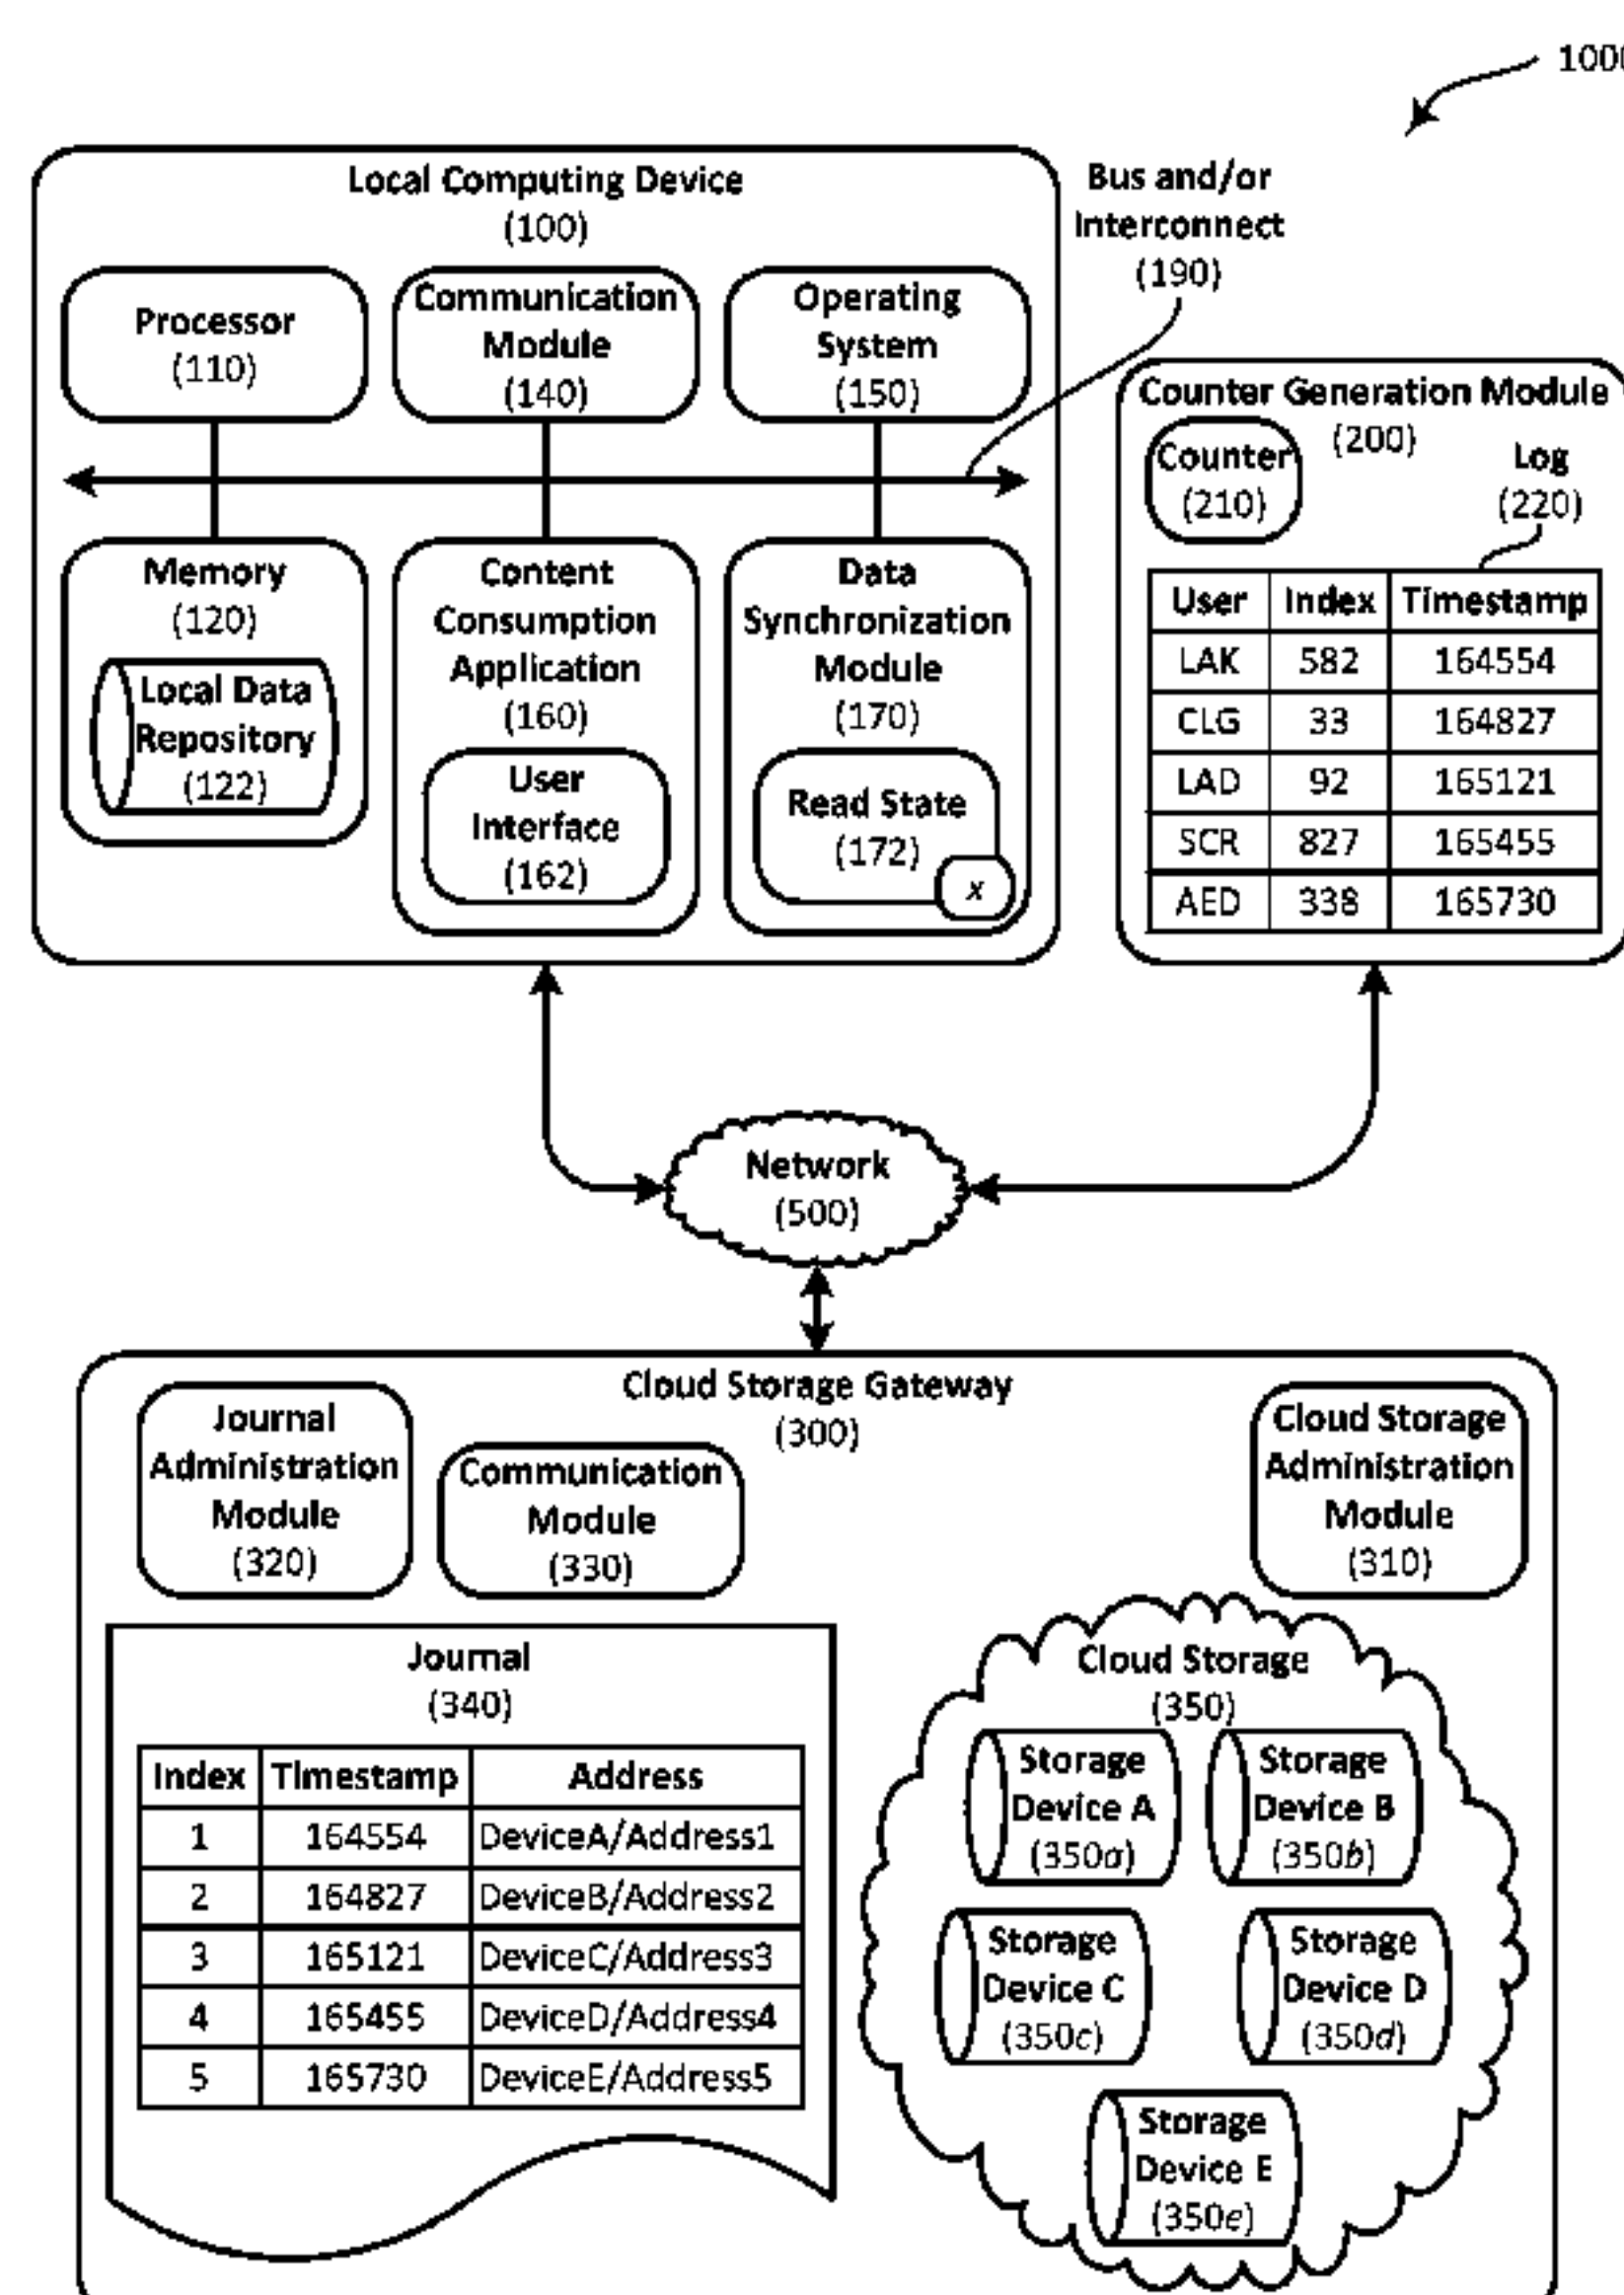 1000
Local Computing Device
(100)
Bus and/or
Interconnect
(190)
Processor
(110)
Communication
Module
(140)
Operating
System
(150)
Memory
(120)
Local Data
Repository
(122)
Content
Consumption
Application
(160)
User
Interface
(162)
Data
Synchronization
Module
(170)
Read State
(172)
x
Counter Generation Module
(200)
Counter
(210)
Log
(220)
User Index Timestamp
LAK 582 164554
CLG 33 164827
LAD 92 165121
SCR 827 165455
AED 338 165730
Network
(500)
Cloud Storage Gateway
(300)
Journal
Administration
Module
(320)
Communication
Module
(330)
Cloud Storage
Administration
Module
(310)
Journal
(340)
Index Timestamp Address
1 164554 DeviceA/Address1
2 164827 DeviceB/Address2
3 165121 DeviceC/Address3
4 165455 DeviceD/Address4
5 165730 DeviceE/Address5
Cloud Storage
(350)
Storage
Device A
(350a)
Storage
Device B
(350b)
Storage
Device C
(350c)
Storage
Device D
(350d)
Storage
Device E
(350e)